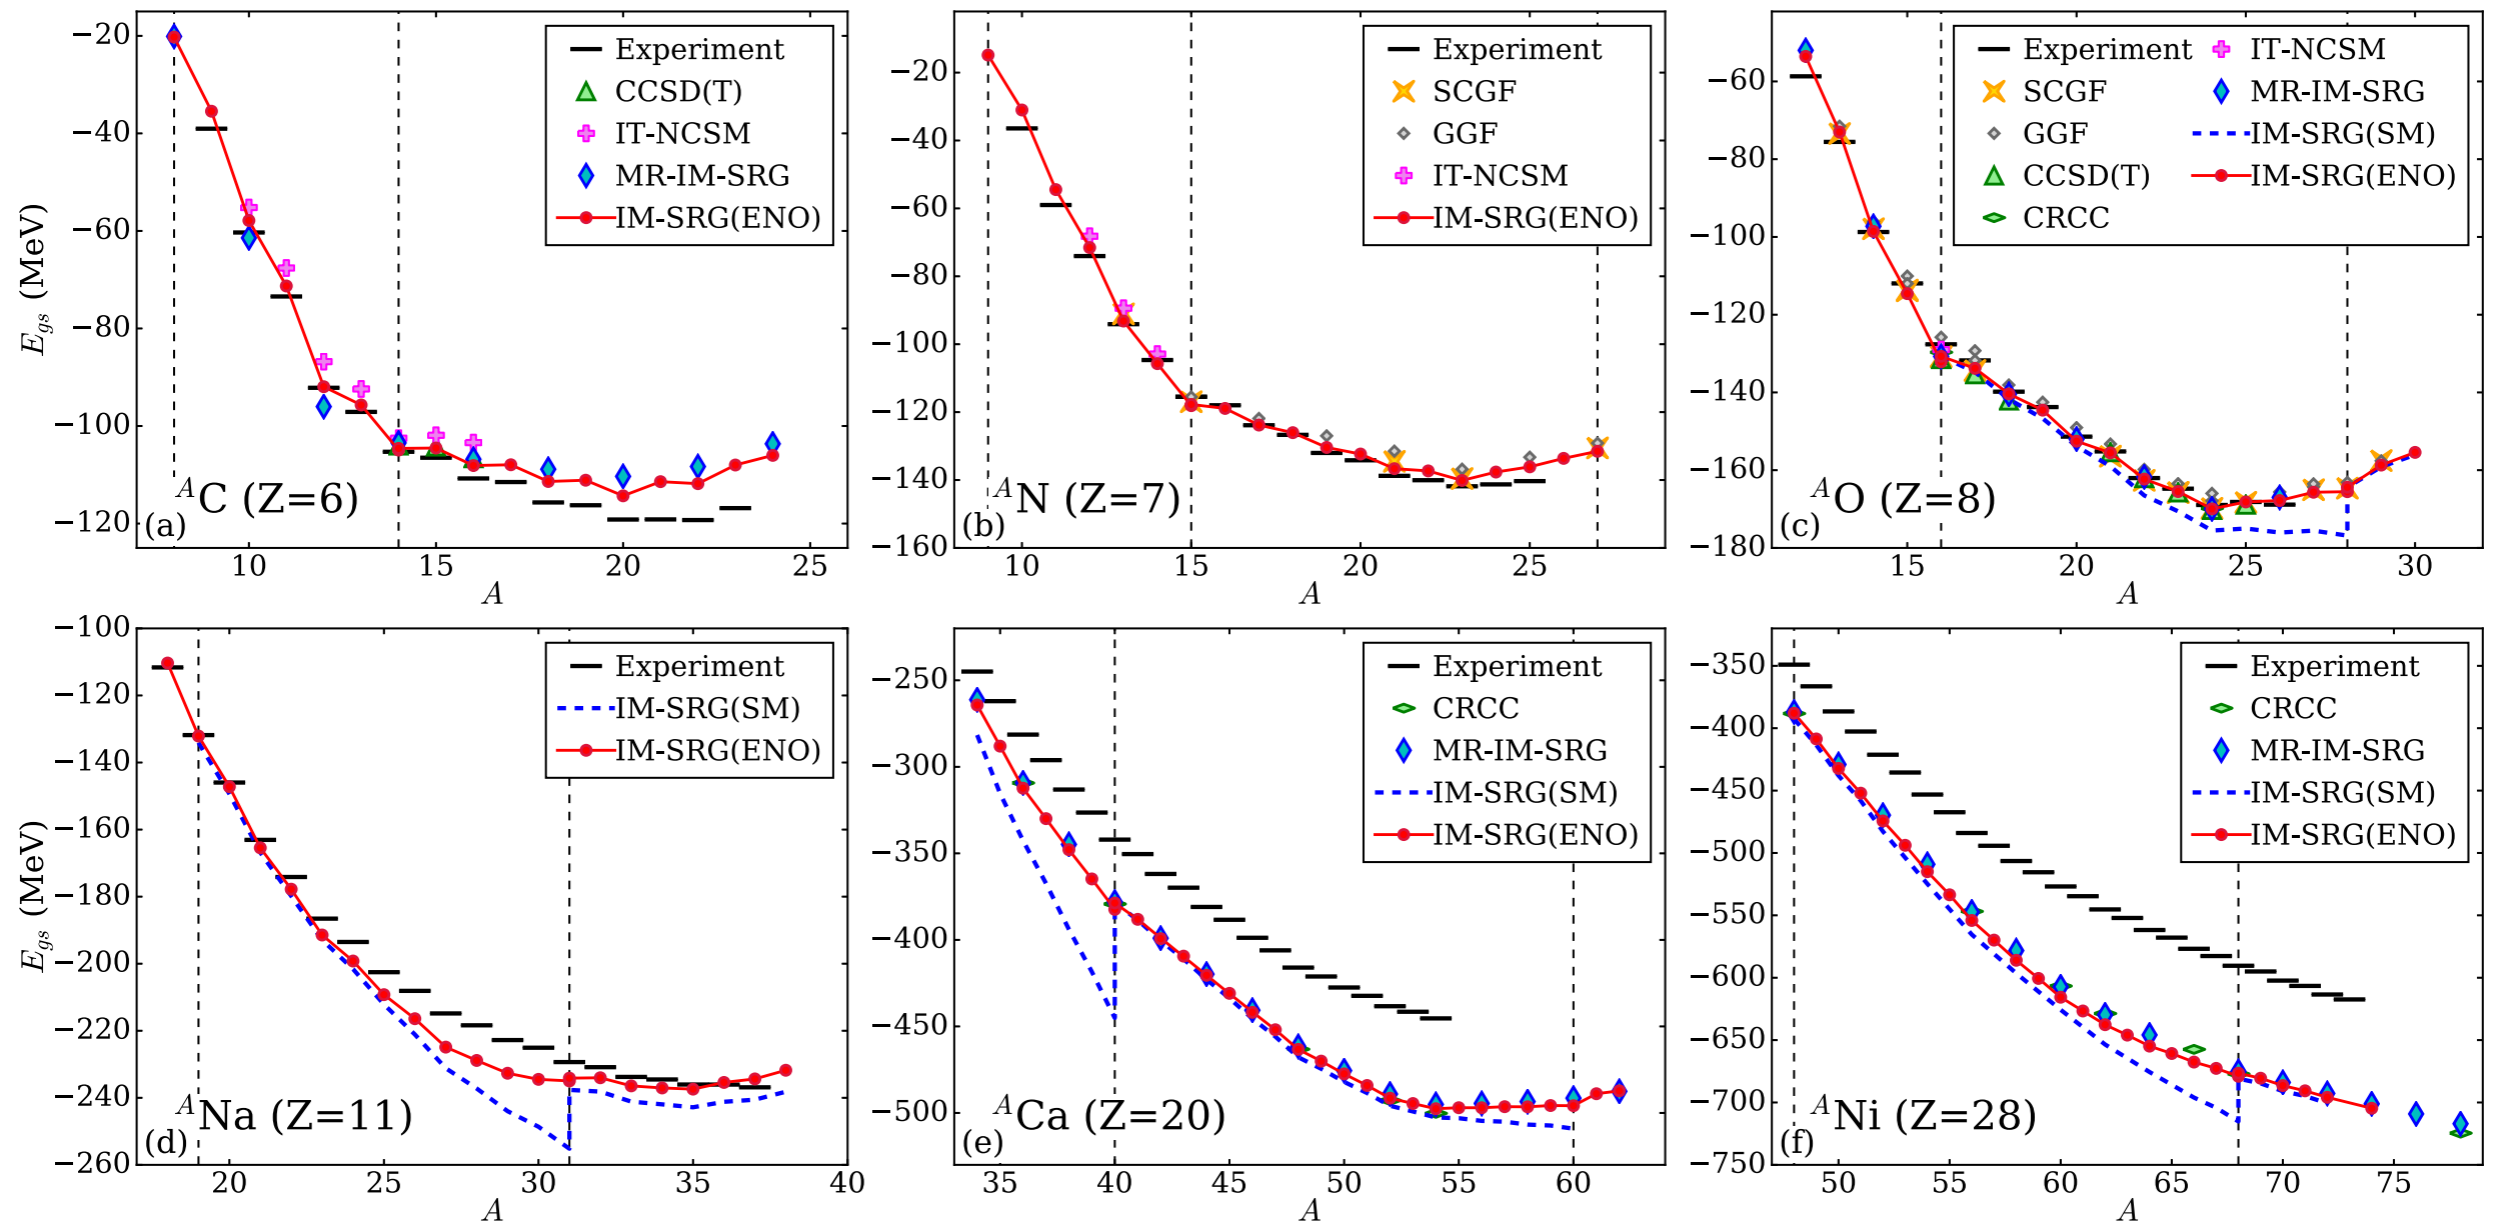 E_gs (MeV)
−20
−40
−60
−80
−100
−120
Experiment
CCSD(T)
IT-NCSM
MR-IM-SRG
IM-SRG(ENO)
^A C (Z=6)
(a)
10 15 20 25
A
−20
−40
−60
−80
−100
−120
−140
−160
Experiment
SCGF
GGF
IT-NCSM
IM-SRG(ENO)
^A N (Z=7)
(b)
10 15 20 25
A
−60
−80
−100
−120
−140
−160
−180
Experiment
SCGF
GGF
CCSD(T)
CRCC
IT-NCSM
MR-IM-SRG
IM-SRG(SM)
IM-SRG(ENO)
^A O (Z=8)
(c)
15 20 25 30
A
E_gs (MeV)
−100
−120
−140
−160
−180
−200
−220
−240
−260
Experiment
IM-SRG(SM)
IM-SRG(ENO)
^A Na (Z=11)
(d)
20 25 30 35 40
A
−250
−300
−350
−400
−450
−500
Experiment
CRCC
MR-IM-SRG
IM-SRG(SM)
IM-SRG(ENO)
^A Ca (Z=20)
(e)
35 40 45 50 55 60
A
−350
−400
−450
−500
−550
−600
−650
−700
−750
Experiment
CRCC
MR-IM-SRG
IM-SRG(SM)
IM-SRG(ENO)
^A Ni (Z=28)
(f)
50 55 60 65 70 75
A